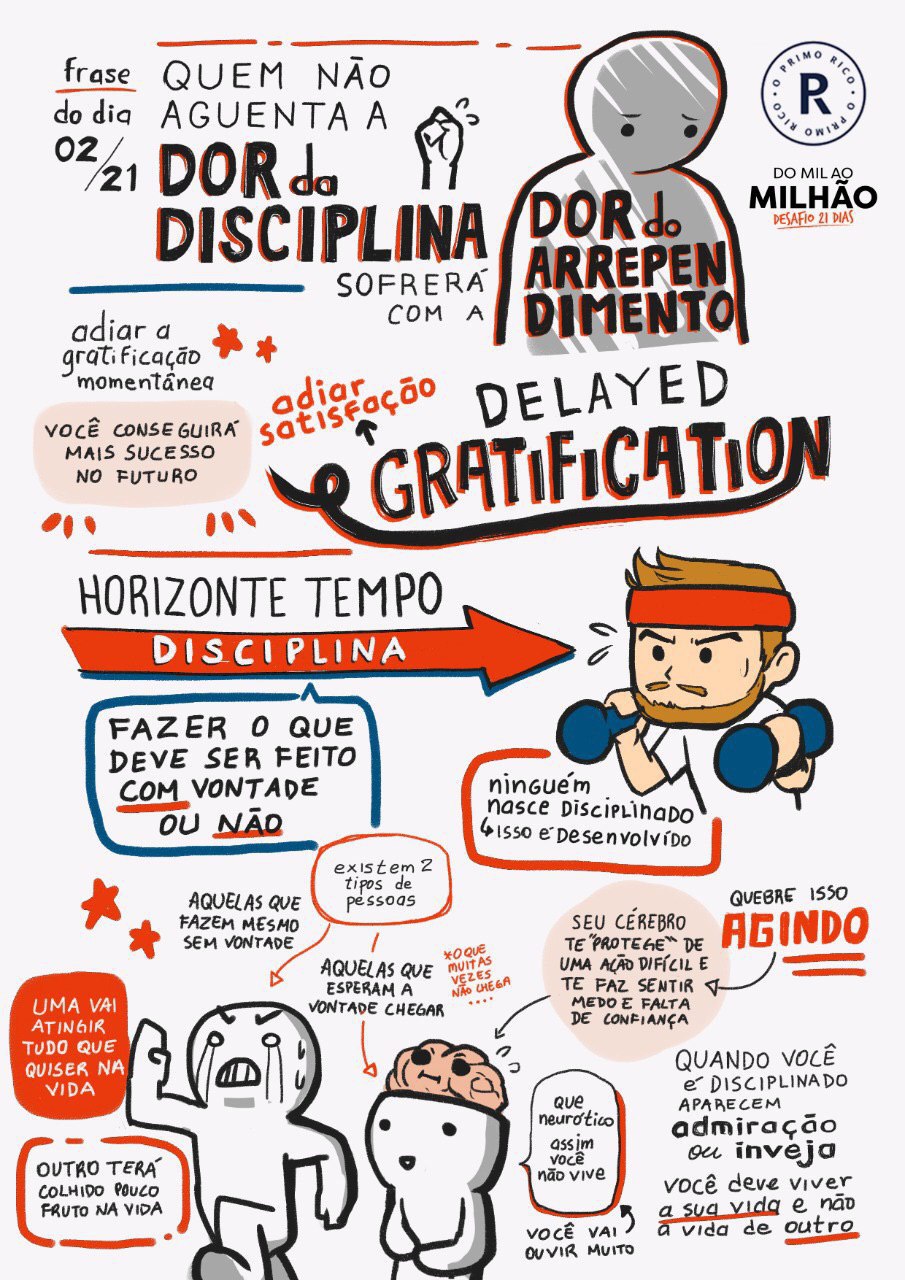 frase
do dia
02/21
QUEM NÃO
AGUENTA A
DOR da
DISCIPLINA
SOFRERÁ
COM A
DOR do
ARREPEN
DIMENTO
O PRIMO RICO • O PRIMO RICO •
R
DO MIL AO
MILHÃO
DESAFIO 21 DIAS
adiar a
gratificação
momentânea
VOCÊ CONSEGUIRÁ
MAIS SUCESSO
NO FUTURO
adiar
satisfação
DELAYED
GRATIFICATION
HORIZONTE TEMPO
DISCIPLINA
FAZER O QUE
DEVE SER FEITO
COM VONTADE
OU NÃO
ninguém
nasce DISCIPLINADO
↳ISSO É DESENVOLVIDO
existem 2
tipos de
pessoas
AQUELAS QUE
FAZEM MESMO
SEM VONTADE
AQUELAS QUE
ESPERAM A
VONTADE CHEGAR
*O QUE
MUITAS
VEZES
NÃO CHEGA
....
SEU CÉREBRO
TE "PROTEGE" DE
UMA AÇÃO DIFÍCIL E
TE FAZ SENTIR
MEDO E FALTA
DE CONFIANÇA
QUEBRE ISSO
AGINDO
UMA VAI
ATINGIR
TUDO QUE
QUISER NA
VIDA
OUTRO TERÁ
COLHIDO POUCO
FRUTO NA VIDA
que
neurótico
assim
você
não vive
VOCÊ VAI
OUVIR MUITO
QUANDO VOCÊ
É DISCIPLINADO
APARECEM
admiração
ou inveja
você deve viver
a sua vida e não
a vida de outro